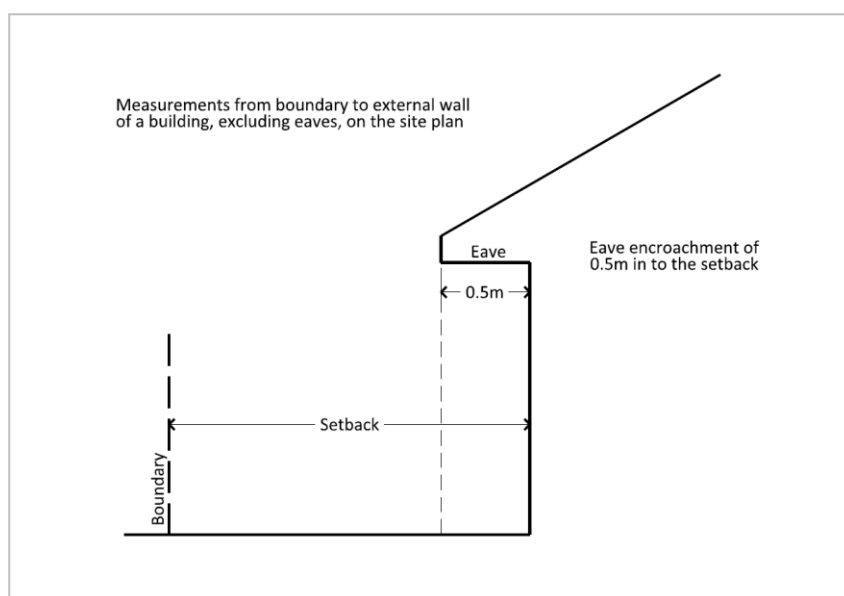 Measurements from boundary to external wall
of a building, excluding eaves, on the site plan
Eave
Eave encroachment of
0.5m in to the setback
0.5m
Setback
Boundary